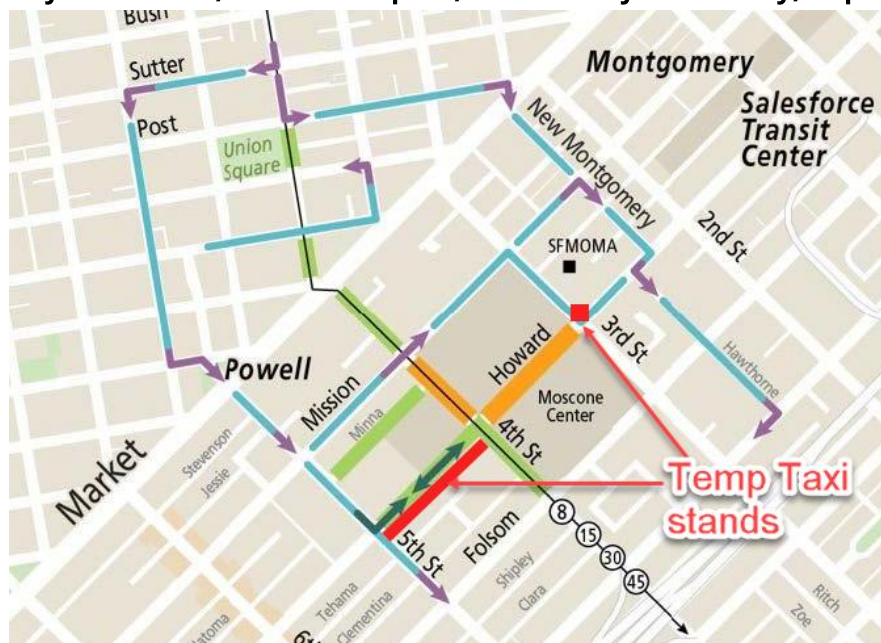 Bush
Sutter
Post
Union
Square
Montgomery
Salesforce
Transit
Center
New Montgomery
2nd St
SFMOMA
3rd St
Hawthorne
Powell
Howard
Mission
Minna
Moscone
Center
4th St
Stevenson
Jessie
Market
Temp Taxi
stands
5th St
Folsom
8
15
30
45
Shipley
Clara
Tehama
Clementina
Ritch
Zoe